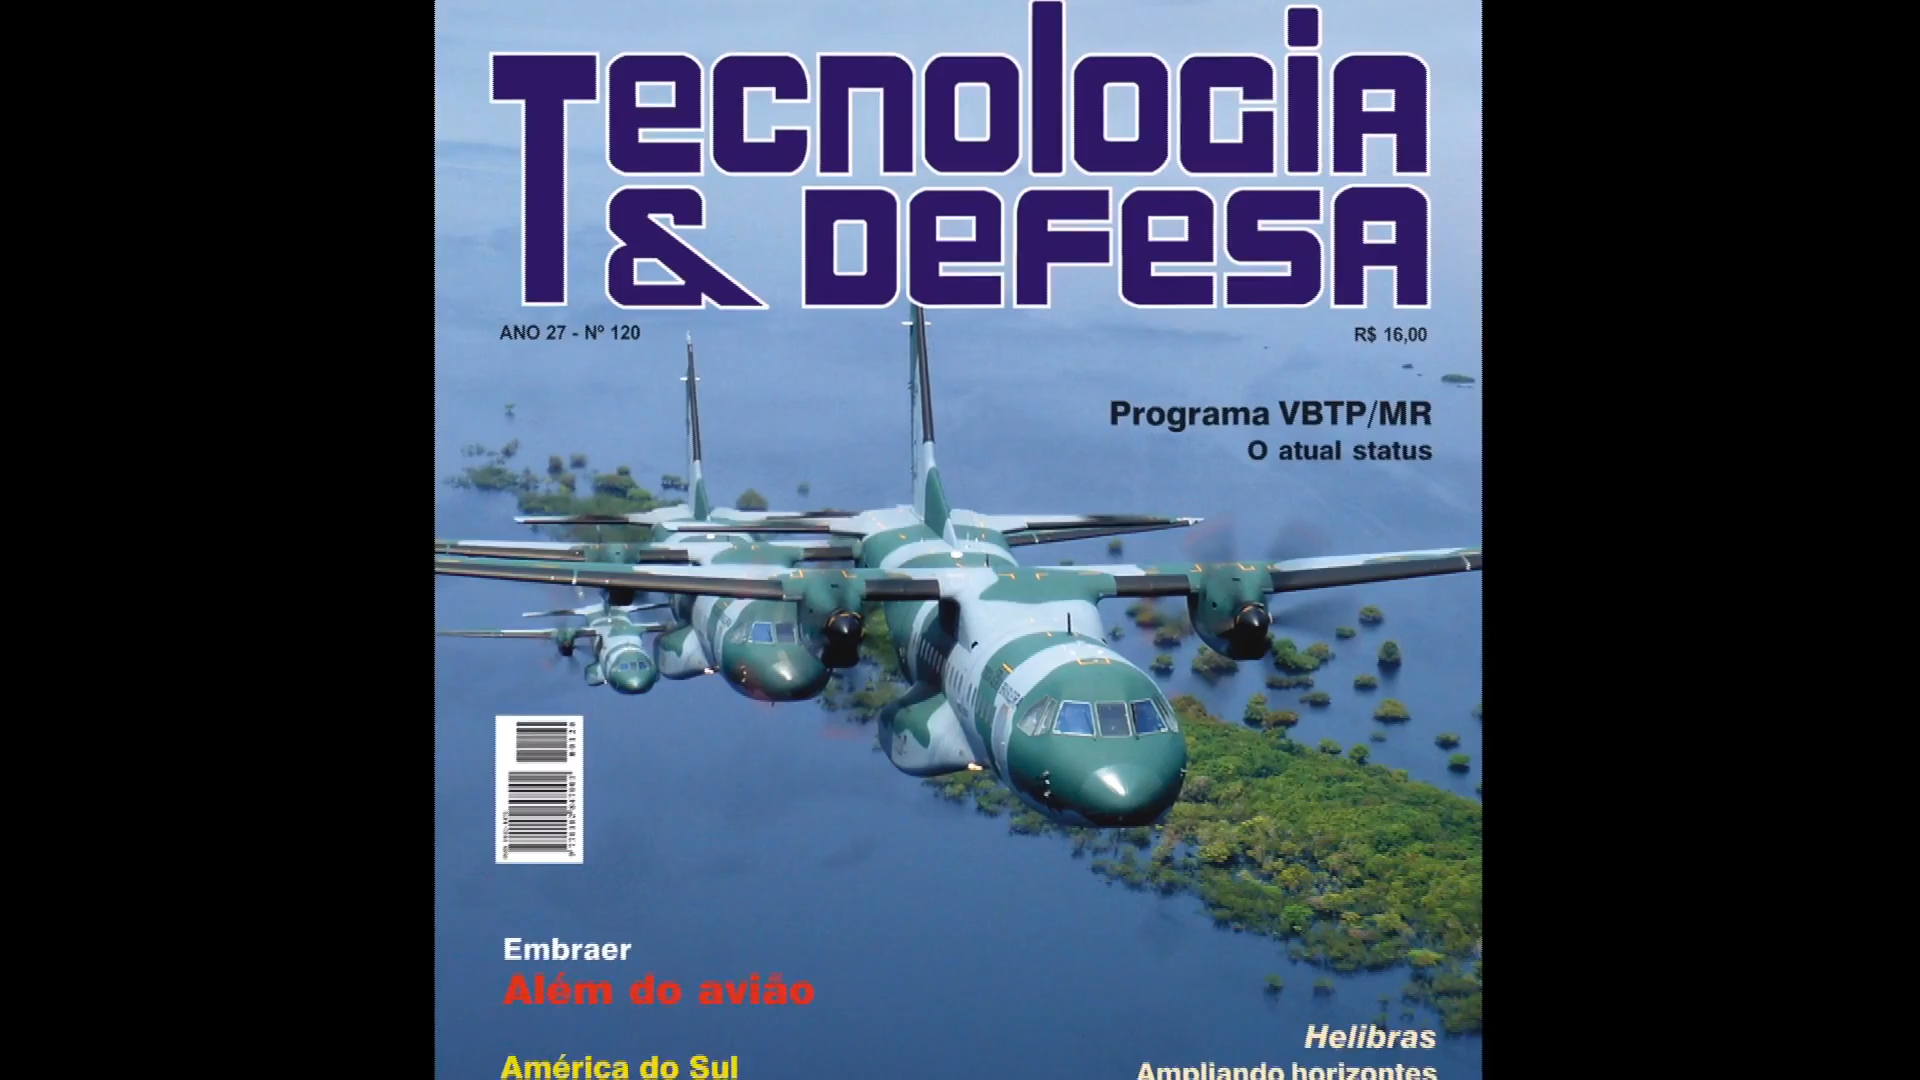 Tecnologia
& Defesa
ANO 27 - Nº 120
R$ 16,00
Programa VBTP/MR
O atual status
Embraer
Além do avião
América do Sul
Helibras
Ampliando horizontes